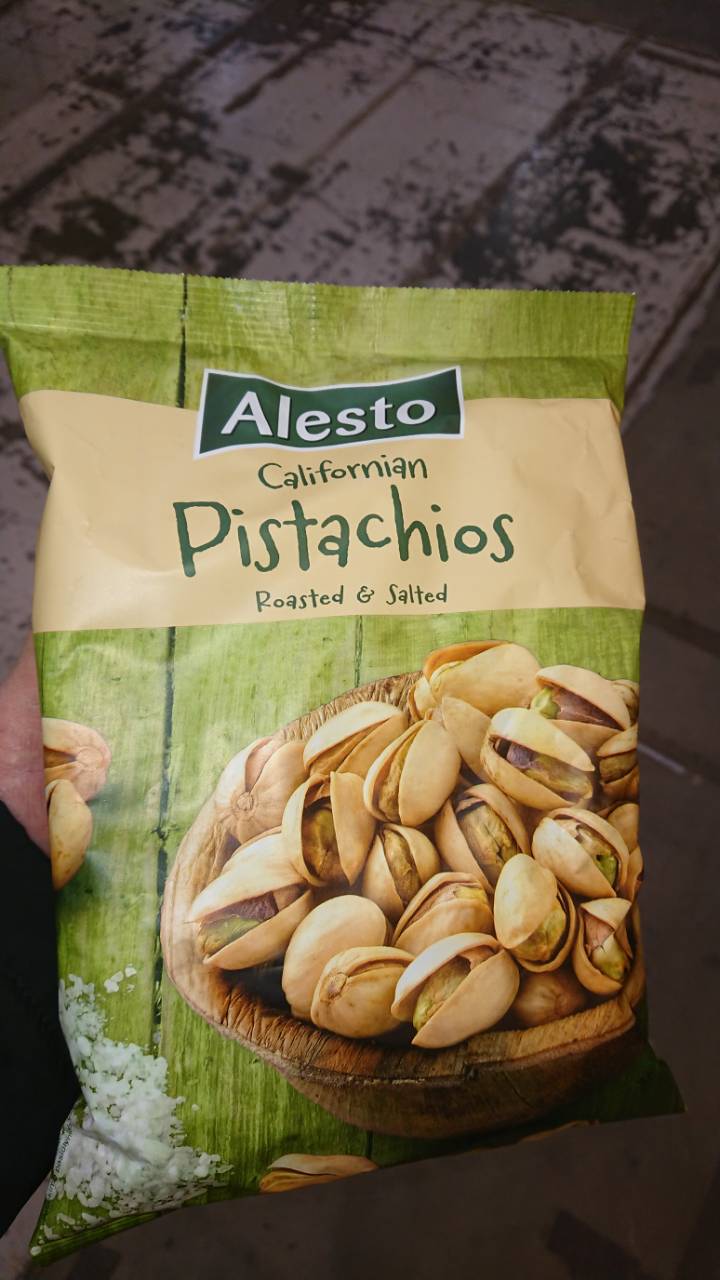 Alesto
Californian
Pistachios
Roasted & Salted